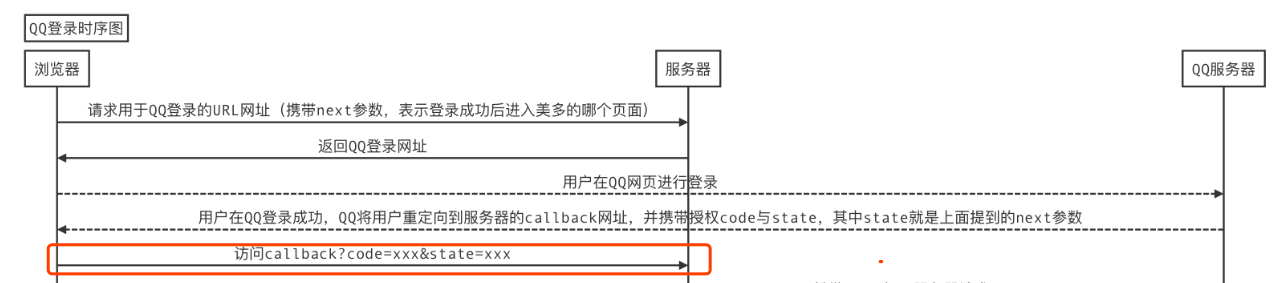 QQ登录时序图
浏览器
服务器
QQ服务器
请求用于QQ登录的URL网址（携带next参数，表示登录成功后进入美多的哪个页面）
返回QQ登录网址
用户在QQ网页进行登录
用户在QQ登录成功，QQ将用户重定向到服务器的callback网址，并携带授权code与state，其中state就是上面提到的next参数
访问callback?code=xxx&state=xxx